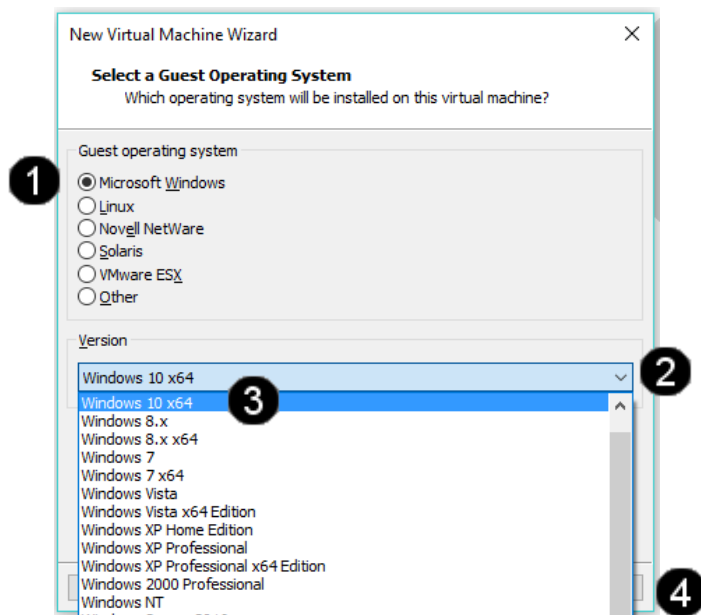 New Virtual Machine Wizard
Select a Guest Operating System
Which operating system will be installed on this virtual machine?
Guest operating system
1
Microsoft Windows
Linux
Novell NetWare
Solaris
VMware ESX
Other
Version
Windows 10 x64
2
Windows 10 x64
3
Windows 8.x
Windows 8.x x64
Windows 7
Windows 7 x64
Windows Vista
Windows Vista x64 Edition
Windows XP Home Edition
Windows XP Professional
Windows XP Professional x64 Edition
Windows 2000 Professional
Windows NT
4